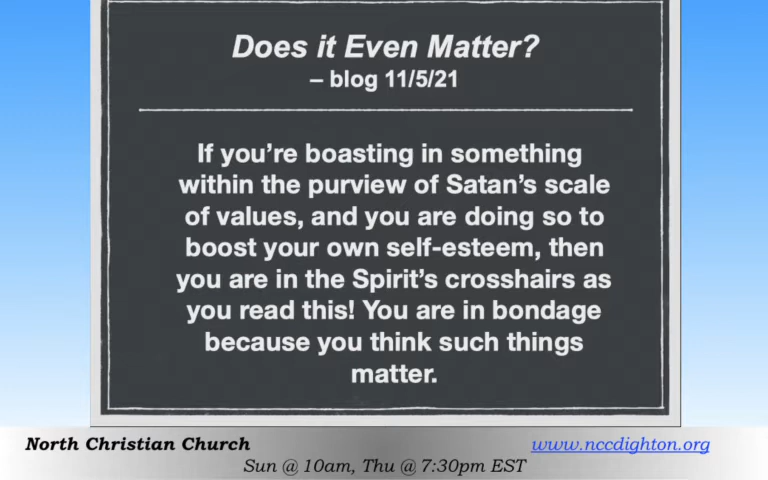 Does it Even Matter?
– blog 11/5/21
If you’re boasting in something
within the purview of Satan’s scale
of values, and you are doing so to
boost your own self-esteem, then
you are in the Spirit’s crosshairs as
you read this! You are in bondage
because you think such things
matter.
North Christian Church
www.nccdighton.org
Sun @ 10am, Thu @ 7:30pm EST